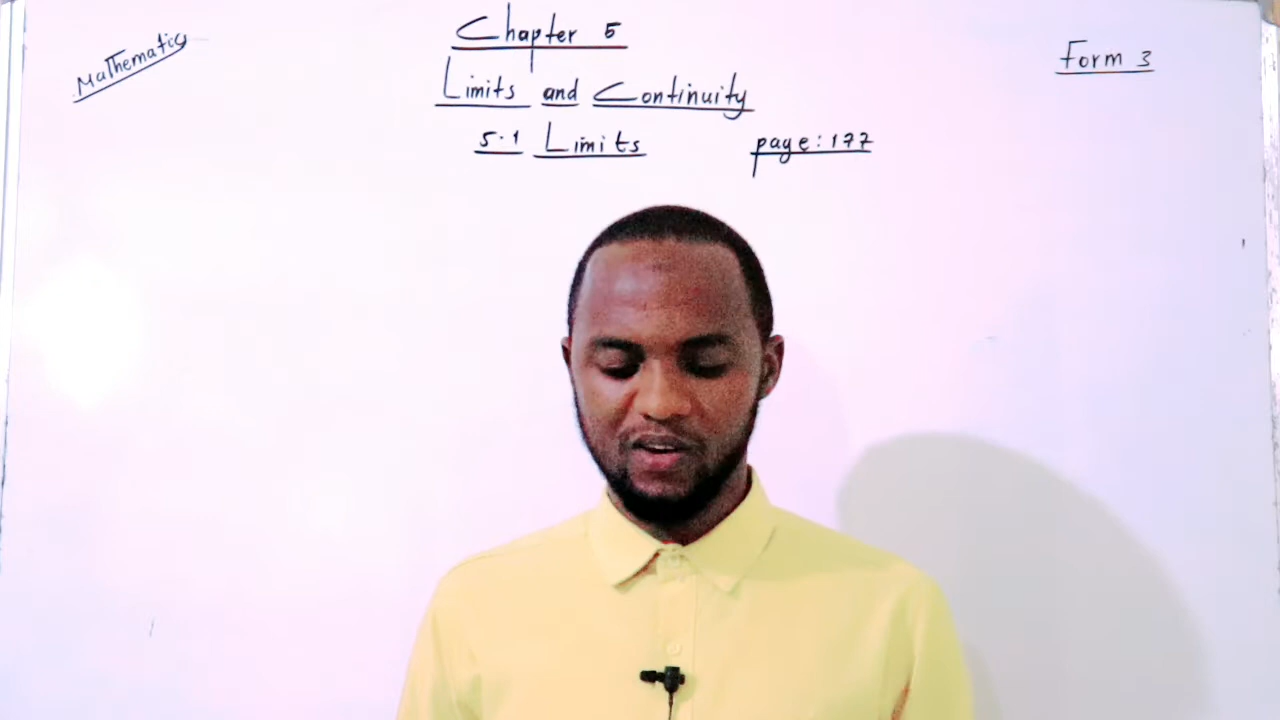 Mathematics
Chapter 5
Form 3
Limits and Continuity
5.1 Limits page: 177